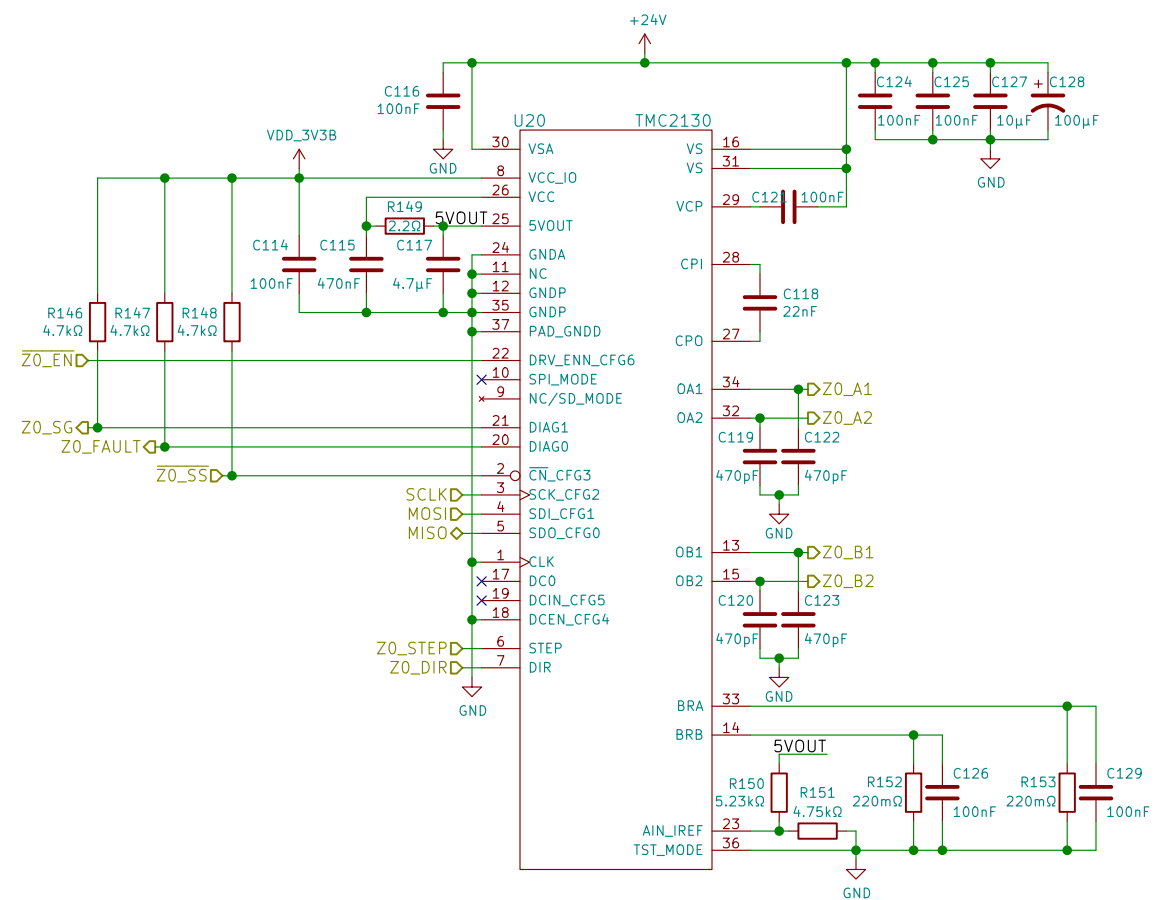 +24V
C116
100nF
GND
C124
100nF
C125
100nF
C127
10µF
+
C128
100µF
GND
U20
TMC2130
VDD_3V3B
30
VSA
8
VCC_IO
26
VCC
25
5VOUT
24
GNDA
11
NC
12
GNDP
35
GNDP
37
PAD_GNDD
22
DRV_ENN_CFG6
10
SPI_MODE
9
NC/SD_MODE
21
DIAG1
20
DIAG0
2
CN_CFG3
3
SCK_CFG2
4
SDI_CFG1
5
SDO_CFG0
1
CLK
17
DCO
19
DCIN_CFG5
18
DCEN_CFG4
6
STEP
7
DIR
R149
2.2Ω
5VOUT
C114
100nF
C115
470nF
C117
4.7µF
R146
4.7kΩ
R147
4.7kΩ
R148
4.7kΩ
Z0_EN
Z0_SG
Z0_FAULT
Z0_SS
SCLK
MOSI
MISO
Z0_STEP
Z0_DIR
GND
VS
16
VS
31
VCP
29
C121
100nF
CPI
28
C118
22nF
CPO
27
OA1
34
Z0_A1
OA2
32
Z0_A2
C119
470pF
C122
470pF
GND
OB1
13
Z0_B1
OB2
15
Z0_B2
C120
470pF
C123
470pF
GND
BRA
33
BRB
14
5VOUT
R150
5.23kΩ
R151
4.75kΩ
R152
220mΩ
C126
100nF
R153
220mΩ
C129
100nF
AIN_IREF
23
TST_MODE
36
GND